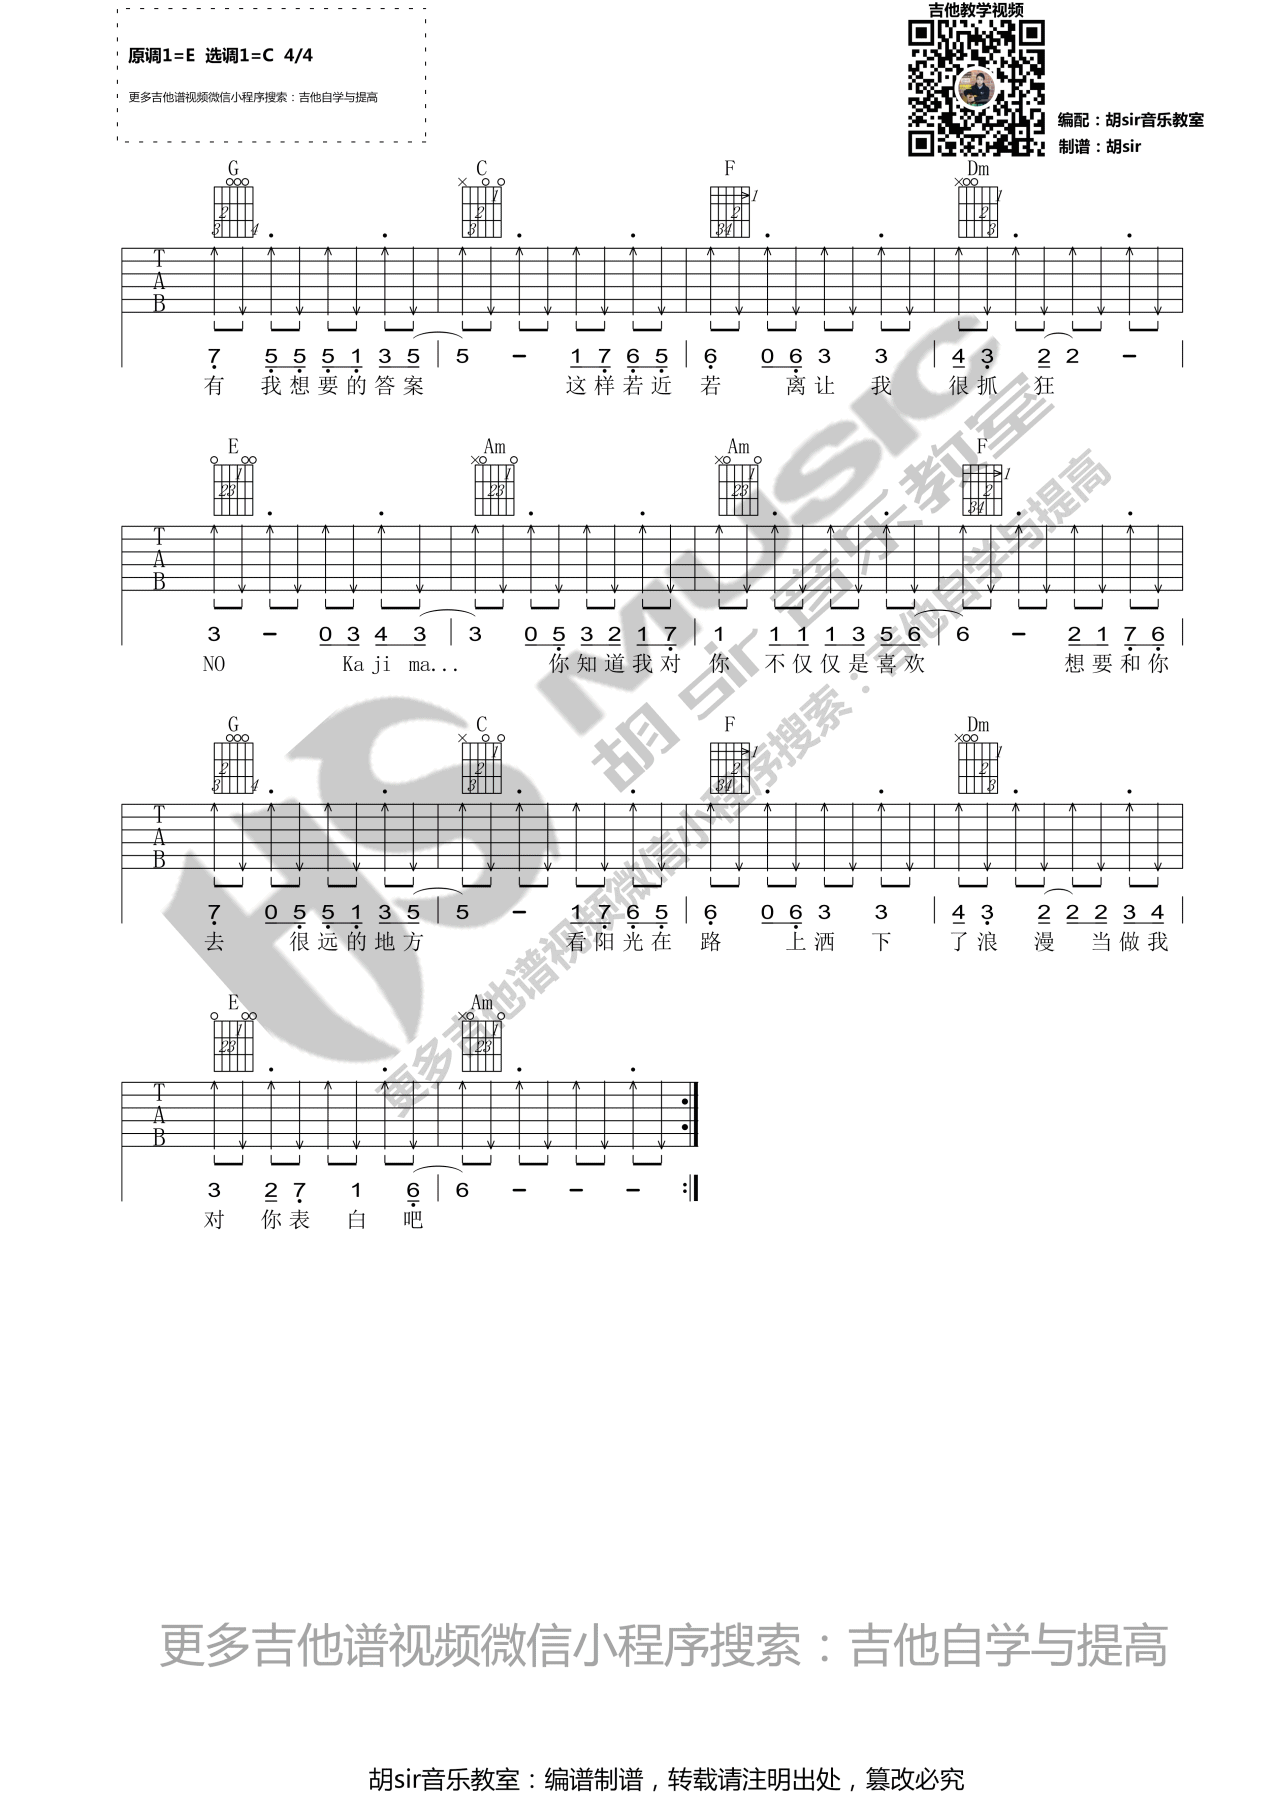 吉他教学视频
原调1=E 选调1=C 4/4
更多吉他谱视频微信小程序搜索：吉他自学与提高
编配：胡sir音乐教室
制谱：胡sir
G C F Dm
T
A
B
7 5 5 5 1 3 5 | 5 – 1 7 6 5 | 6 0 6 3 3 | 4 3 2 2 – |
有 我想要的答案 这样若近 若 离让 我 很抓 狂
E Am Am F
T
A
B
3 – 0 3 4 3 | 3 0 5 3 2 1 7 | 1 1 1 1 3 5 6 | 6 – 2 1 7 6 |
NO Ka ji ma... 你知道我对 你 不仅仅是喜欢 想要和你
G C F Dm
T
A
B
7 0 5 5 1 3 5 | 5 – 1 7 6 5 | 6 0 6 3 3 | 4 3 2 2 2 3 4 |
去 很远的地方 看阳光在 路 上洒 下 了浪 漫 当做我
E Am
T
A
B
3 2 7 1 6 | 6 – – – :|
对 你表 白 吧
HS MUSIC
胡 sir 音乐教室
更多吉他谱视频微信小程序搜索：吉他自学与提高
更多吉他谱视频微信小程序搜索：吉他自学与提高
胡sir音乐教室：编谱制谱，转载请注明出处，篡改必究